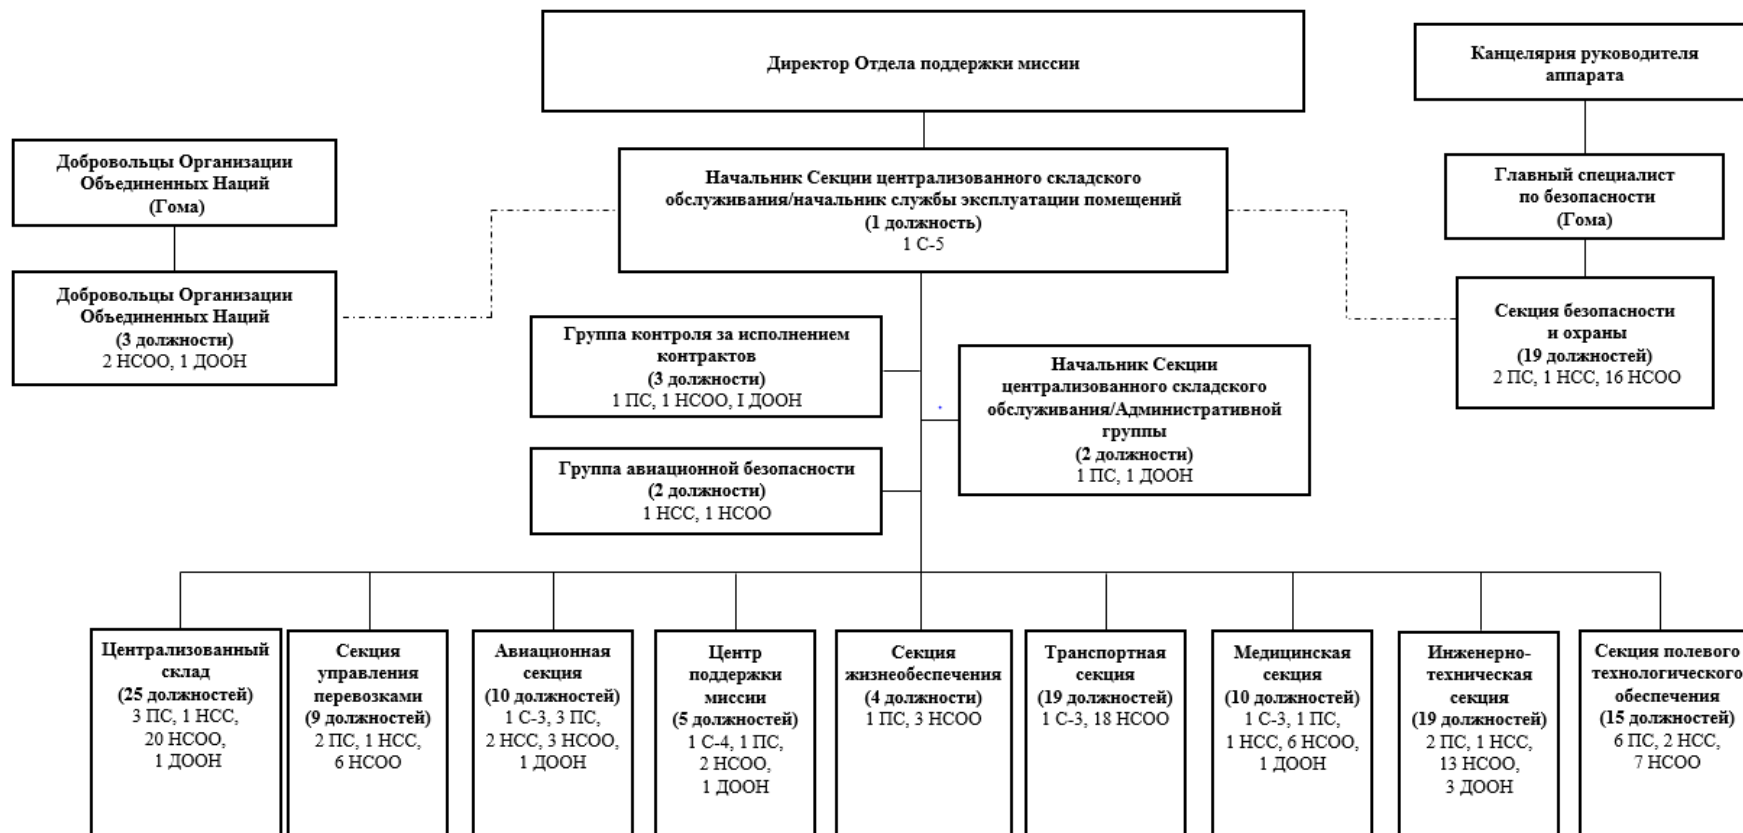 Директор Отдела поддержки миссии
Канцелярия руководителя
аппарата
Добровольцы Организации
Объединенных Наций
(Гома)
Начальник Секции централизованного складского
обслуживания/начальник службы эксплуатации помещений
(1 должность)
1 С-5
Главный специалист
по безопасности
(Гома)
Добровольцы Организации
Объединенных Наций
(3 должности)
2 НСОО, 1 ДООН
Секция безопасности
и охраны
(19 должностей)
2 ПС, 1 НСС, 16 НСОО
Группа контроля за исполнением
контрактов
(3 должности)
1 ПС, 1 НСОО, I ДООН
Начальник Секции
централизованного складского
обслуживания/Административной
группы
(2 должности)
1 ПС, 1 ДООН
Группа авиационной безопасности
(2 должности)
1 НСС, 1 НСОО
Централизованный
склад
(25 должностей)
3 ПС, 1 НСС,
20 НСОО,
1 ДООН
Секция
управления
перевозками
(9 должностей)
2 ПС, 1 НСС,
6 НСОО
Авиационная
секция
(10 должностей)
1 С-3, 3 ПС,
2 НСС, 3 НСОО,
1 ДООН
Центр
поддержки
миссии
(5 должностей)
1 С-4, 1 ПС,
2 НСОО,
1 ДООН
Секция
жизнеобеспечения
(4 должности)
1 ПС, 3 НСОО
Транспортная
секция
(19 должностей)
1 С-3, 18 НСОО
Медицинская
секция
(10 должностей)
1 С-3, 1 ПС,
1 НСС, 6 НСОО,
1 ДООН
Инженерно-
техническая
секция
(19 должностей)
2 ПС, 1 НСС,
13 НСОО,
3 ДООН
Секция полевого
технологического
обеспечения
(15 должностей)
6 ПС, 2 НСС,
7 НСОО